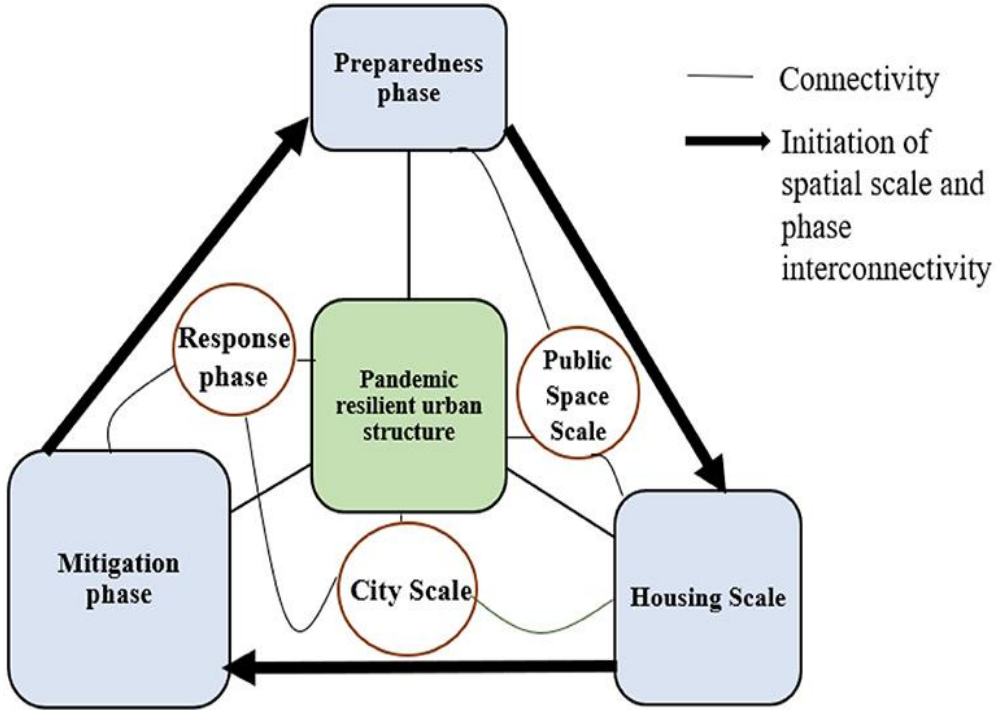 Preparedness
phase
Connectivity
Initiation of
spatial scale and
phase
interconnectivity
Response
phase
Pandemic
resilient urban
structure
Public
Space
Scale
Mitigation
phase
City Scale
Housing Scale